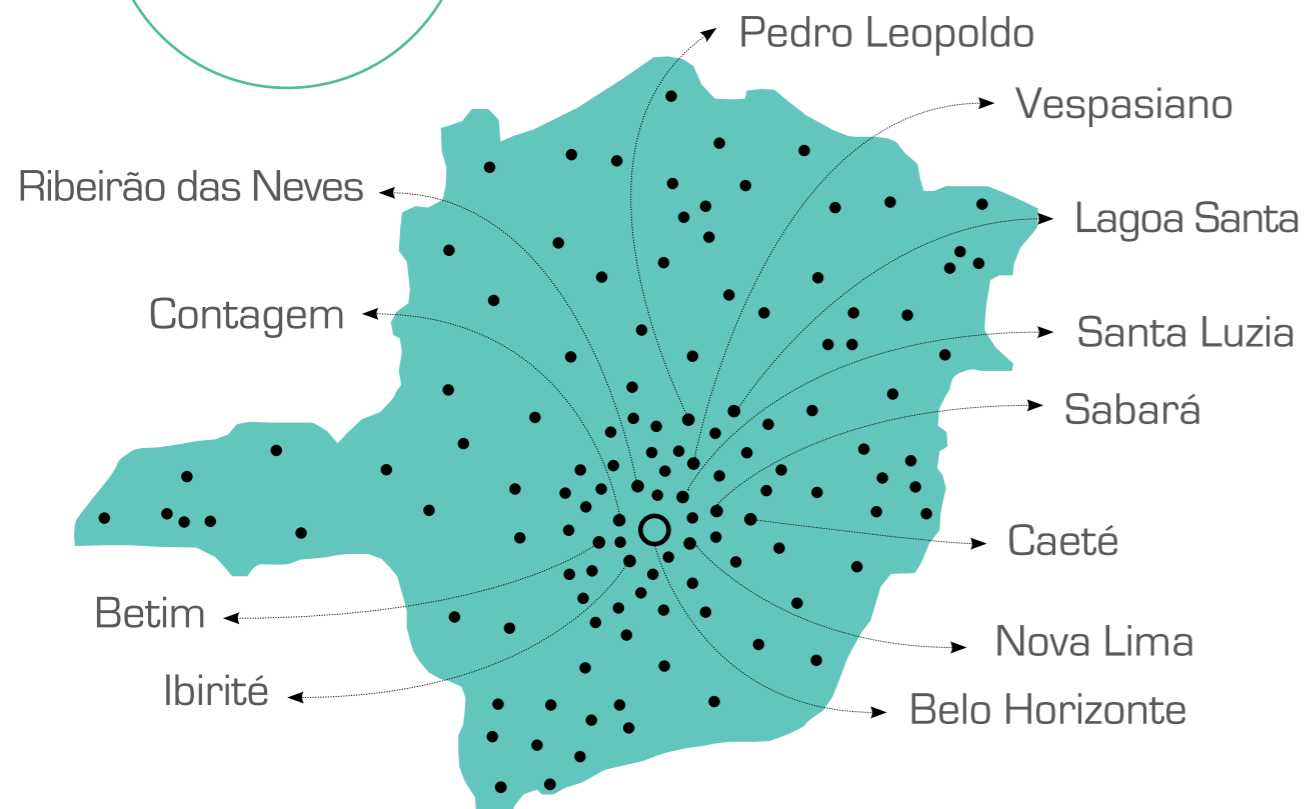 Pedro Leopoldo
Vespasiano
Ribeirão das Neves
Lagoa Santa
Contagem
Santa Luzia
Sabará
Caeté
Betim
Nova Lima
Ibirité
Belo Horizonte